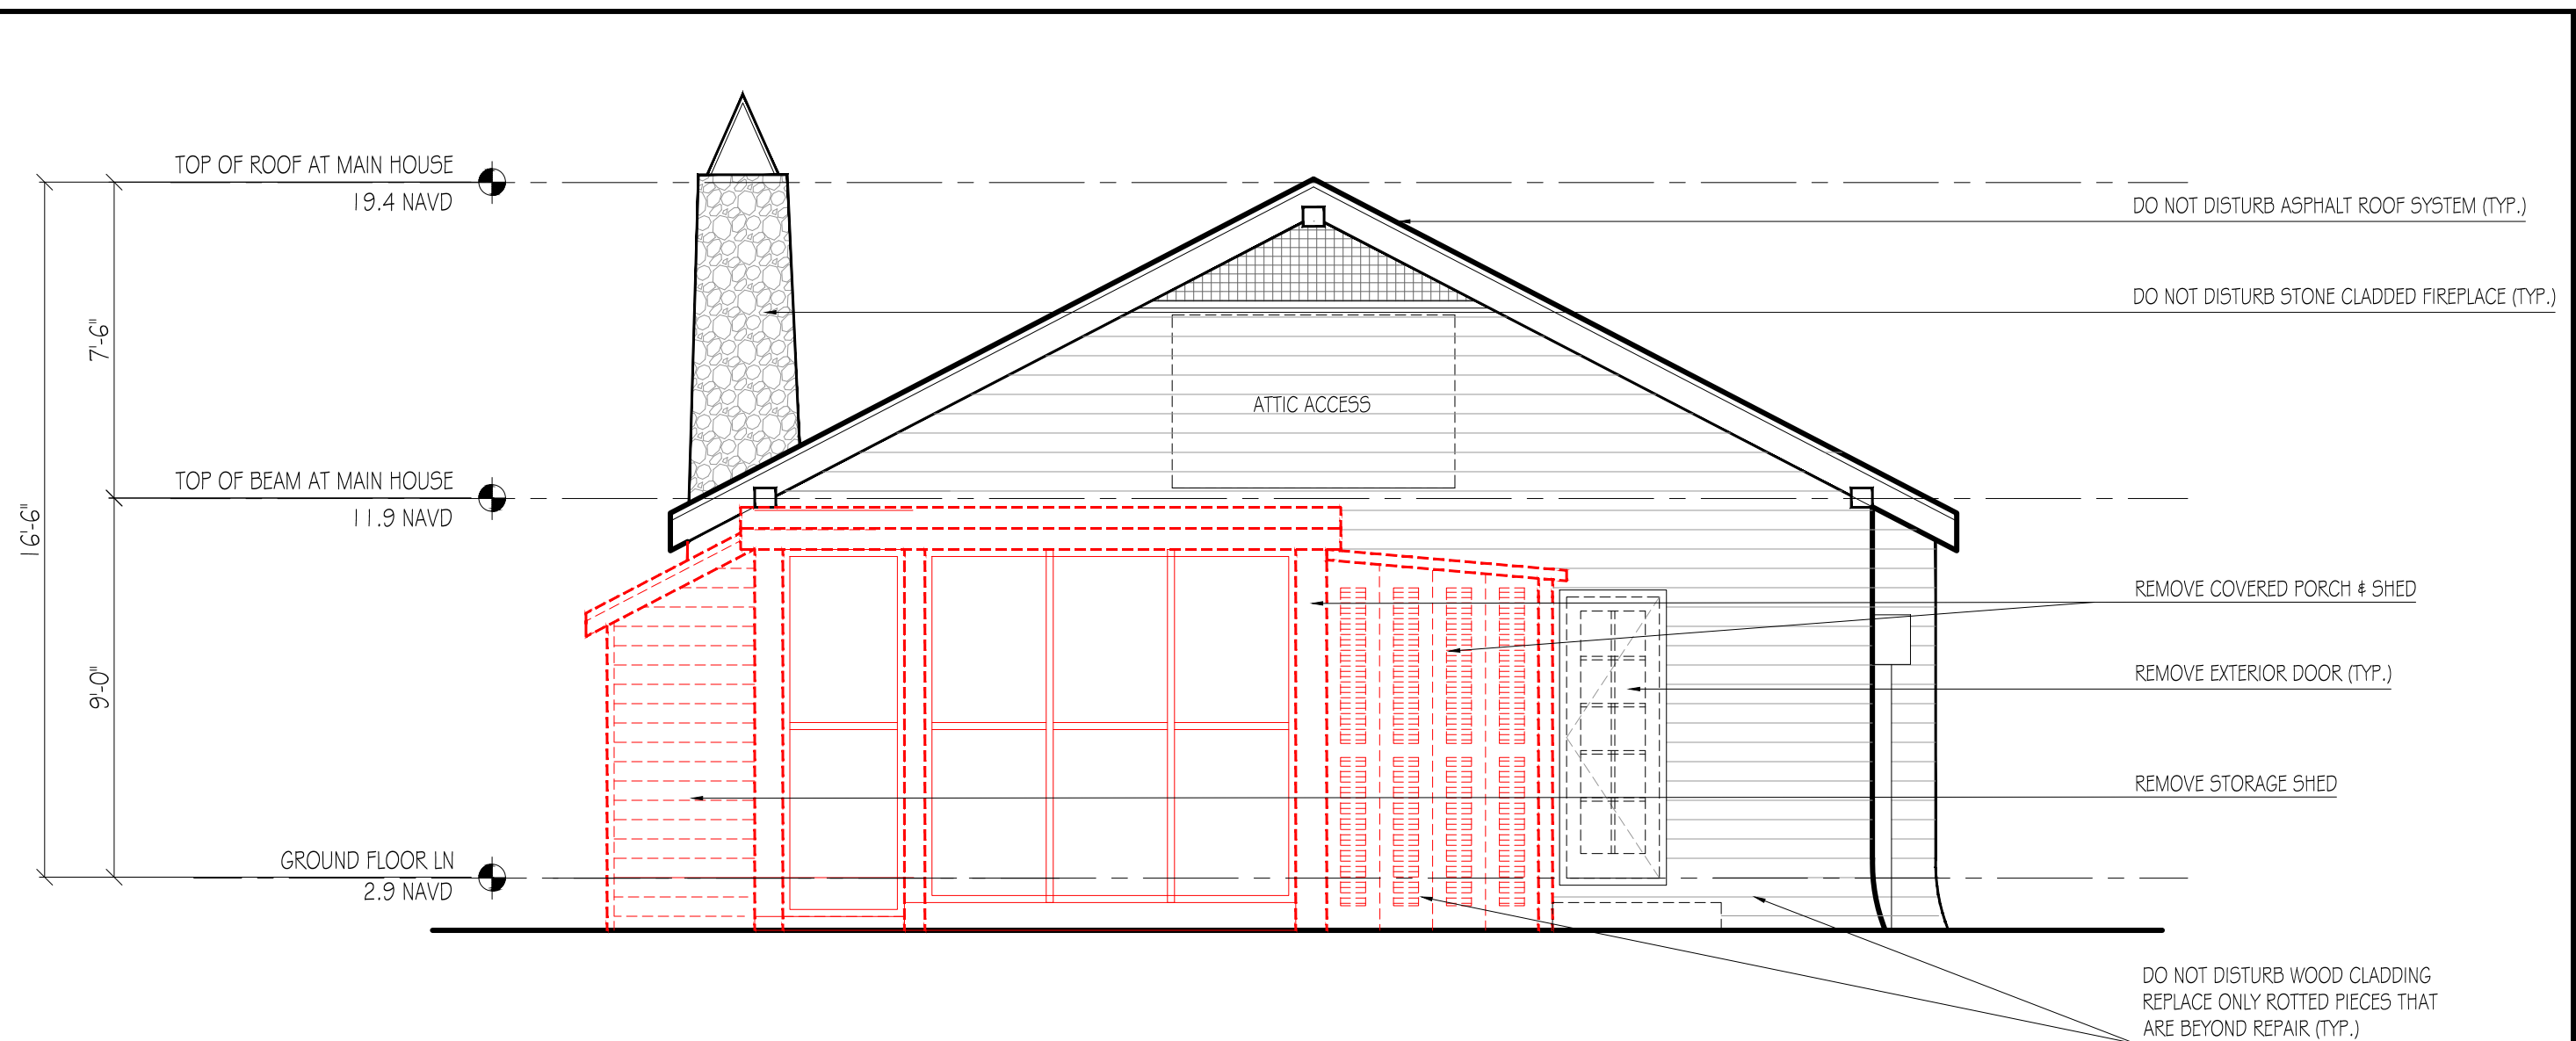 TOP OF ROOF AT MAIN HOUSE
19.4 NAVD
DO NOT DISTURB ASPHALT ROOF SYSTEM (TYP.)
DO NOT DISTURB STONE CLADDED FIREPLACE (TYP.)
7'-6"
ATTIC ACCESS
TOP OF BEAM AT MAIN HOUSE
11.9 NAVD
16'-6"
REMOVE COVERED PORCH & SHED
9'-0"
REMOVE EXTERIOR DOOR (TYP.)
REMOVE STORAGE SHED
GROUND FLOOR LN
2.9 NAVD
DO NOT DISTURB WOOD CLADDING
REPLACE ONLY ROTTED PIECES THAT
ARE BEYOND REPAIR (TYP.)